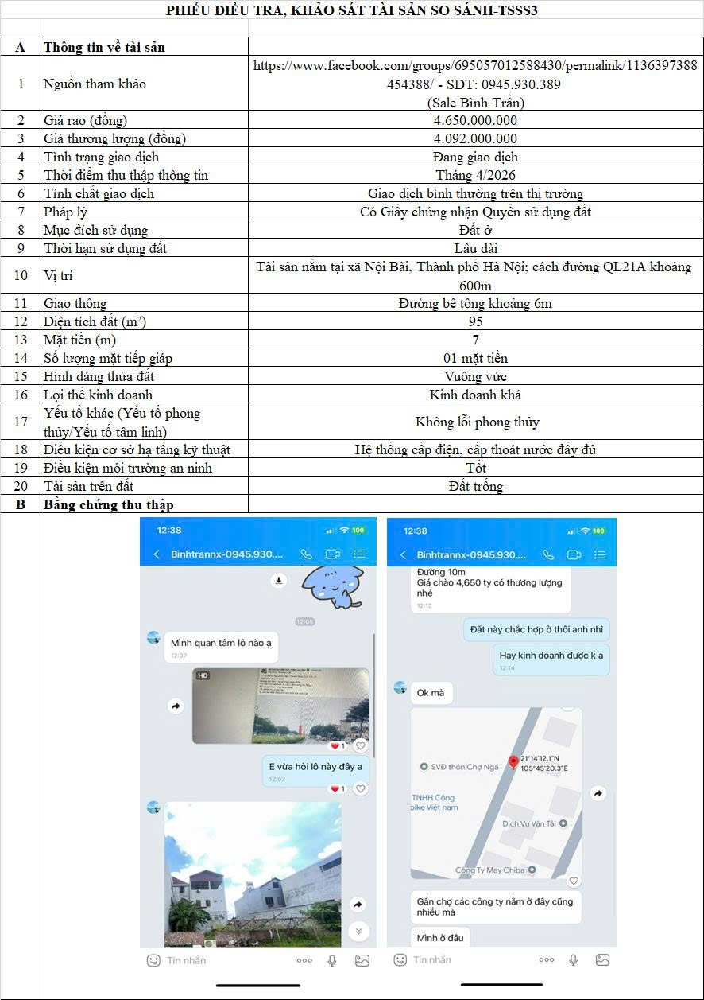 PHIẾU ĐIỀU TRA, KHẢO SÁT TÀI SẢN SO SÁNH-TSSS3
A Thông tin về tài sản
1 Nguồn tham khảo https://www.facebook.com/groups/695057012588430/permalink/1136397388
454388/ - SĐT: 0945.930.389
(Sale Bình Trần)
2 Giá rao (đồng) 4.650.000.000
3 Giá thương lượng (đồng) 4.092.000.000
4 Tình trạng giao dịch Đang giao dịch
5 Thời điểm thu thập thông tin Tháng 4/2026
6 Tính chất giao dịch Giao dịch bình thường trên thị trường
7 Pháp lý Có Giấy chứng nhận Quyền sử dụng đất
8 Mục đích sử dụng Đất ở
9 Thời hạn sử dụng đất Lâu dài
10 Vị trí Tài sản nằm tại xã Nội Bài, Thành phố Hà Nội; cách đường QL21A khoảng
600m
11 Giao thông Đường bê tông khoảng 6m
12 Diện tích đất (m²) 95
13 Mặt tiền (m) 7
14 Số lượng mặt tiếp giáp 01 mặt tiền
15 Hình dáng thửa đất Vuông vức
16 Lợi thế kinh doanh Kinh doanh khá
17 Yếu tố khác (Yếu tố phong
thủy/Yếu tố tâm linh) Không lỗi phong thủy
18 Điều kiện cơ sở hạ tầng kỹ thuật Hệ thống cấp điện, cấp thoát nước đầy đủ
19 Điều kiện môi trường an ninh Tốt
20 Tài sản trên đất Đất trống
B Bằng chứng thu thập
12:38 100
Binhtrannx-0945.930....
12:05
Mình quan tâm lô nào ạ
12:07
HD
1
E vừa hỏi lô này đây a
12:07
1
Tin nhắn
12:38 100
Binhtrannx-0945.930....
Đường 10m
Giá chào 4,650 ty có thương lượng
nhé
12:12
Đất này chắc hợp ở thôi anh nhỉ
Hay kinh doanh được k a
12:14
Ok mà
21°14'12.1"N
105°45'20.3"E
SVĐ thôn Chợ Nga
TNHH Công
bike Việt nam
Dịch Vụ Vận Tải
Công Ty May Chiba
Gần chợ các công ty nằm ở đây cũng
nhiều mà
Mình ở đâu
Tin nhắn